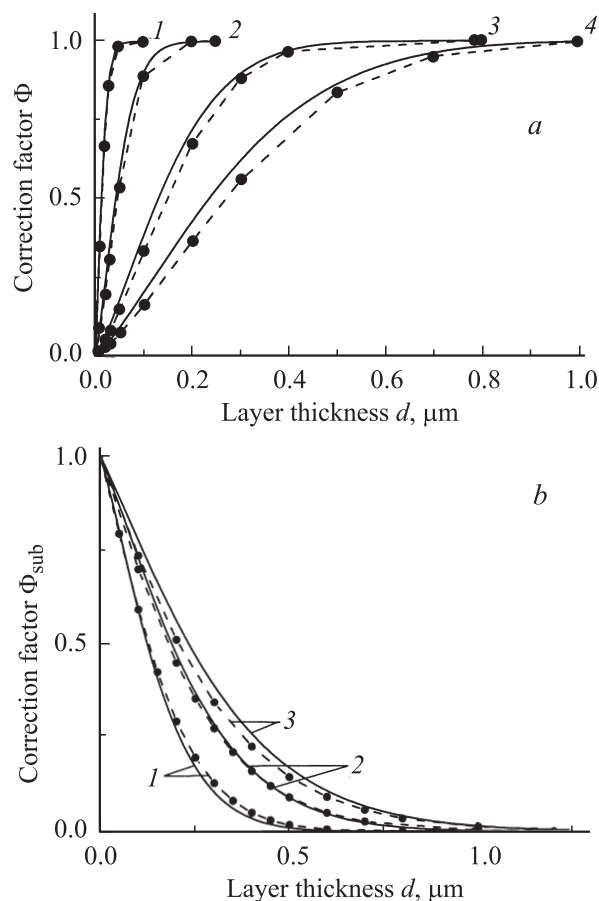 1 2 3 4
1.0
a
Correction factor Φ
0.5
0.0
0.0 0.2 0.4 0.6 0.8 1.0
Layer thickness d, μm
1.0
b
Correction factor Φsub
0.5
3
2
1
0.0
0.0 0.5 1.0
Layer thickness d, μm